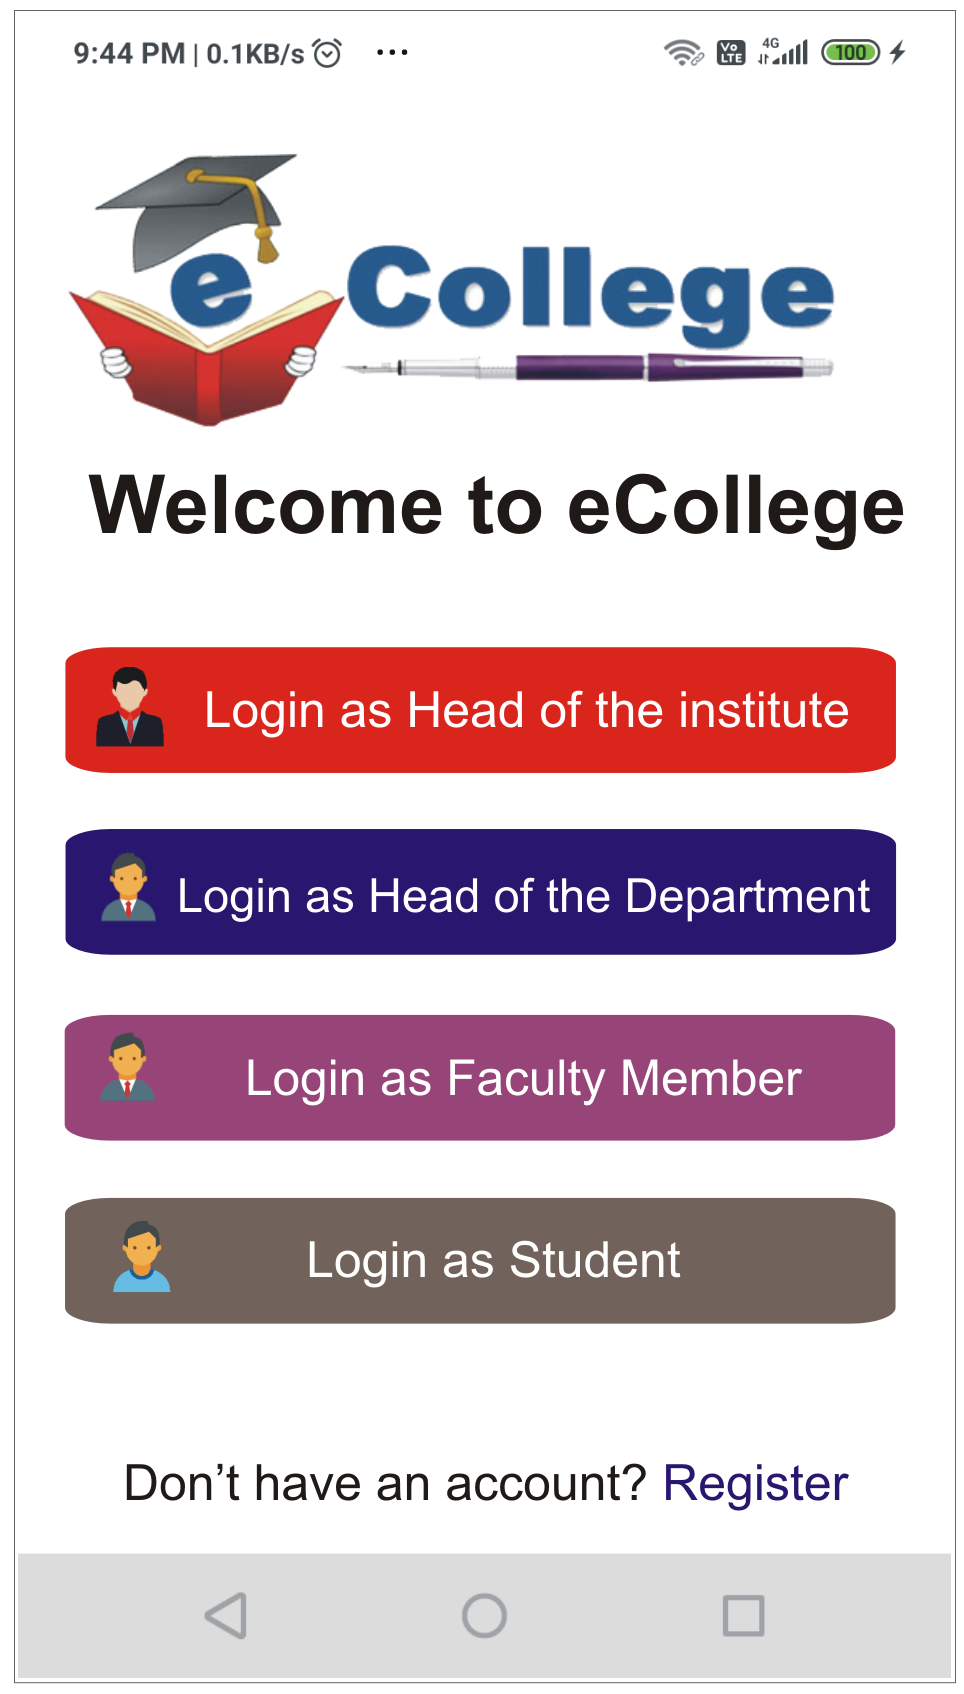 9:44 PM | 0.1KB/s ... Vo LTE 4G 100
e College
Welcome to eCollege
Login as Head of the institute
Login as Head of the Department
Login as Faculty Member
Login as Student
Don’t have an account? Register